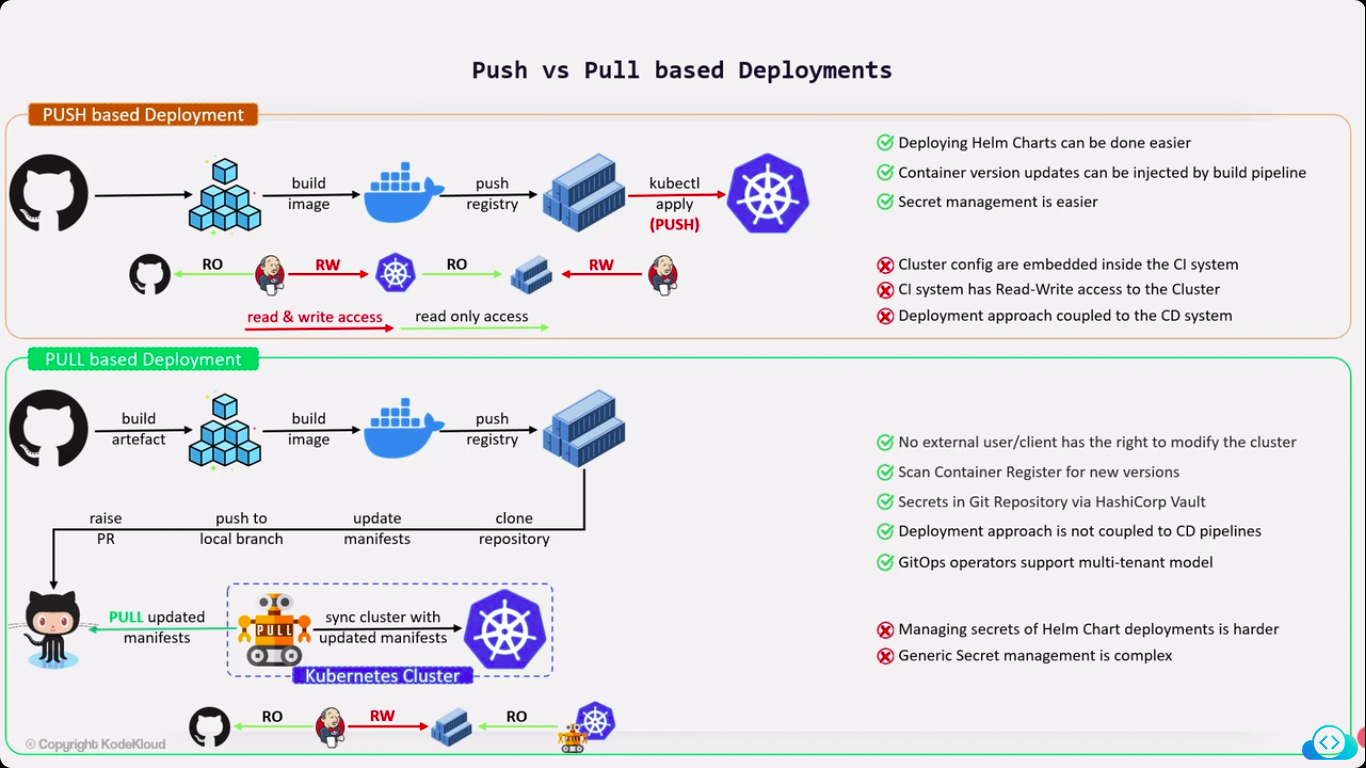 Push vs Pull based Deployments
PUSH based Deployment
build
image
push
registry
kubectl
apply
(PUSH)
RO
RW
RO
RW
read & write access
read only access
Deploying Helm Charts can be done easier
Container version updates can be injected by build pipeline
Secret management is easier
Cluster config are embedded inside the CI system
CI system has Read-Write access to the Cluster
Deployment approach coupled to the CD system
PULL based Deployment
build
artefact
build
image
push
registry
raise
PR
push to
local branch
update
manifests
clone
repository
PULL updated
manifests
PULL
sync cluster with
updated manifests
Kubernetes Cluster
RO
RW
RO
No external user/client has the right to modify the cluster
Scan Container Register for new versions
Secrets in Git Repository via HashiCorp Vault
Deployment approach is not coupled to CD pipelines
GitOps operators support multi-tenant model
Managing secrets of Helm Chart deployments is harder
Generic Secret management is complex
© Copyright KodeKloud